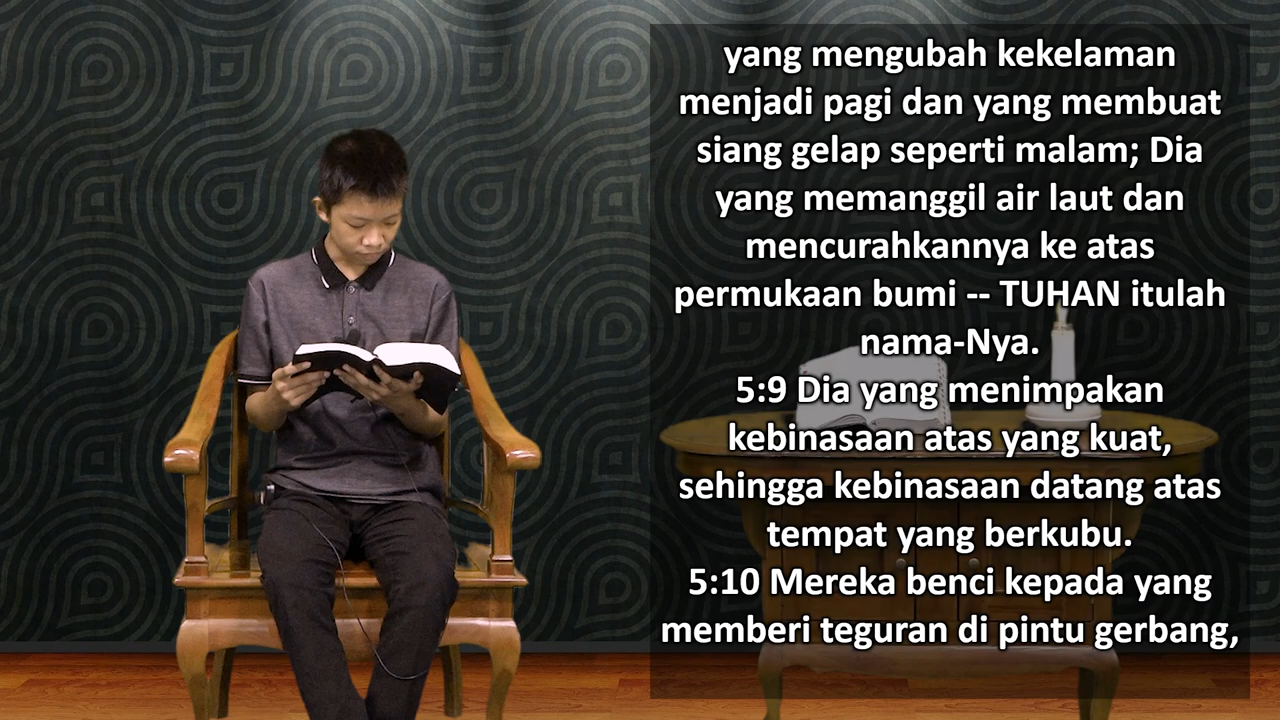 yang mengubah kekelaman
menjadi pagi dan yang membuat
siang gelap seperti malam; Dia
yang memanggil air laut dan
mencurahkannya ke atas
permukaan bumi -- TUHAN itulah
nama-Nya.
5:9 Dia yang menimpakan
kebinasaan atas yang kuat,
sehingga kebinasaan datang atas
tempat yang berkubu.
5:10 Mereka benci kepada yang
memberi teguran di pintu gerbang,